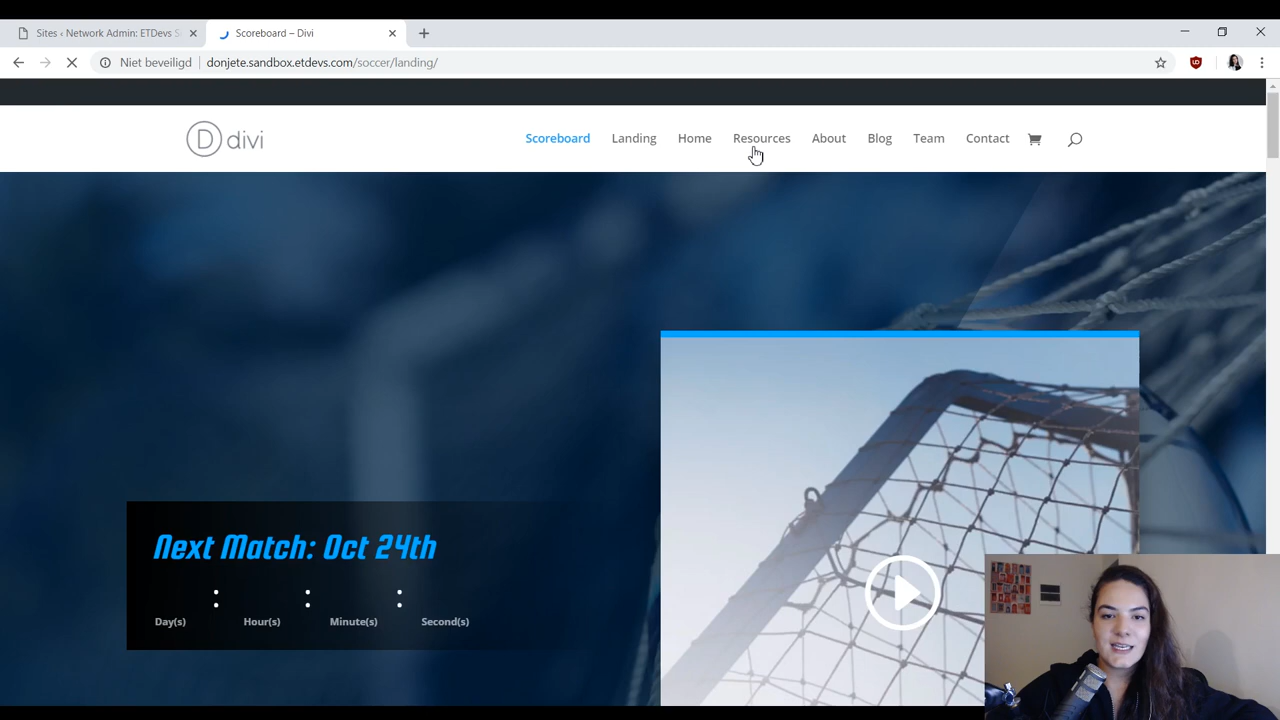 Sites ‹ Network Admin: ETDevs S
Scoreboard – Divi
Niet beveiligd
donjete.sandbox.etdevs.com/soccer/landing/
D divi
Scoreboard
Landing
Home
Resources
About
Blog
Team
Contact
Next Match: Oct 24th
: : :
Day(s) Hour(s) Minute(s) Second(s)